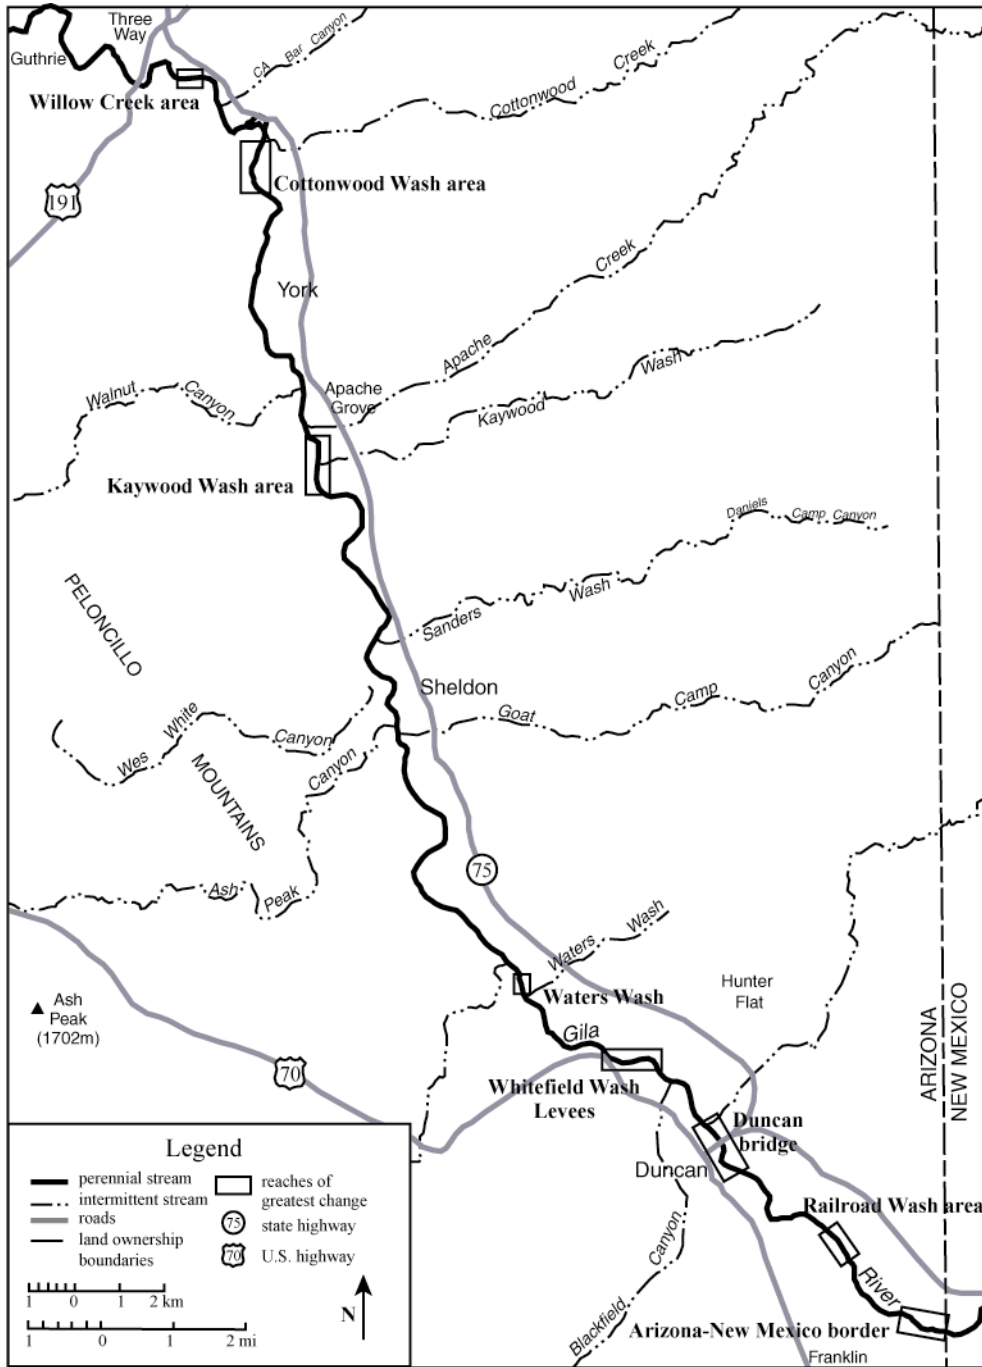 Three
Way
Guthrie
CA Bar Canyon
Cottonwood Creek
Willow Creek area
Cottonwood Wash area
191
York
Apache Creek
Walnut Canyon
Apache
Grove
Kaywood Wash
Kaywood Wash area
Daniels Camp Canyon
Sanders Wash
PELONCILLO
MOUNTAINS
Sheldon
Goat Camp Canyon
Wes White Canyon
Ash Peak Canyon
75
Waters Wash
Waters Wash
Hunter
Flat
Ash
Peak
(1702m)
70
Gila
Whitefield Wash
Levees
ARIZONA
NEW MEXICO
Duncan
bridge
Duncan
Railroad Wash area
Blackfield Canyon
River
Arizona-New Mexico border
Franklin
Legend
perennial stream
intermittent stream
roads
land ownership
boundaries
reaches of
greatest change
75 state highway
70 U.S. highway
1 0 1 2 km
1 0 1 2 mi
N